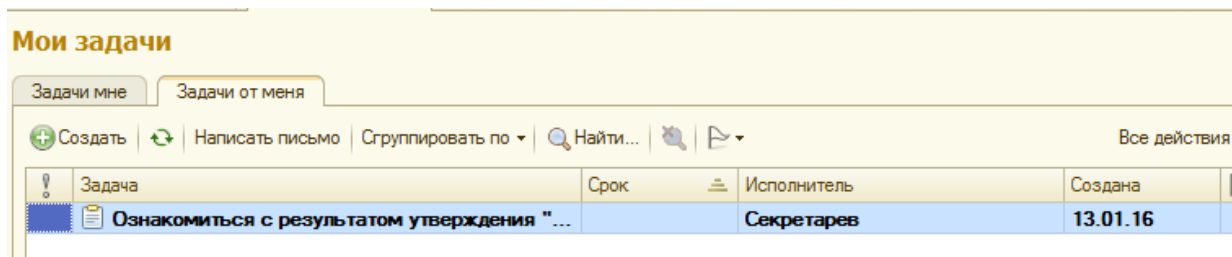 Мои задачи
Задачи мне Задачи от меня
Создать Написать письмо Сгруппировать по Найти... Все действия
Задача Срок Исполнитель Создана
Ознакомиться с результатом утверждения "... Секретарев 13.01.16